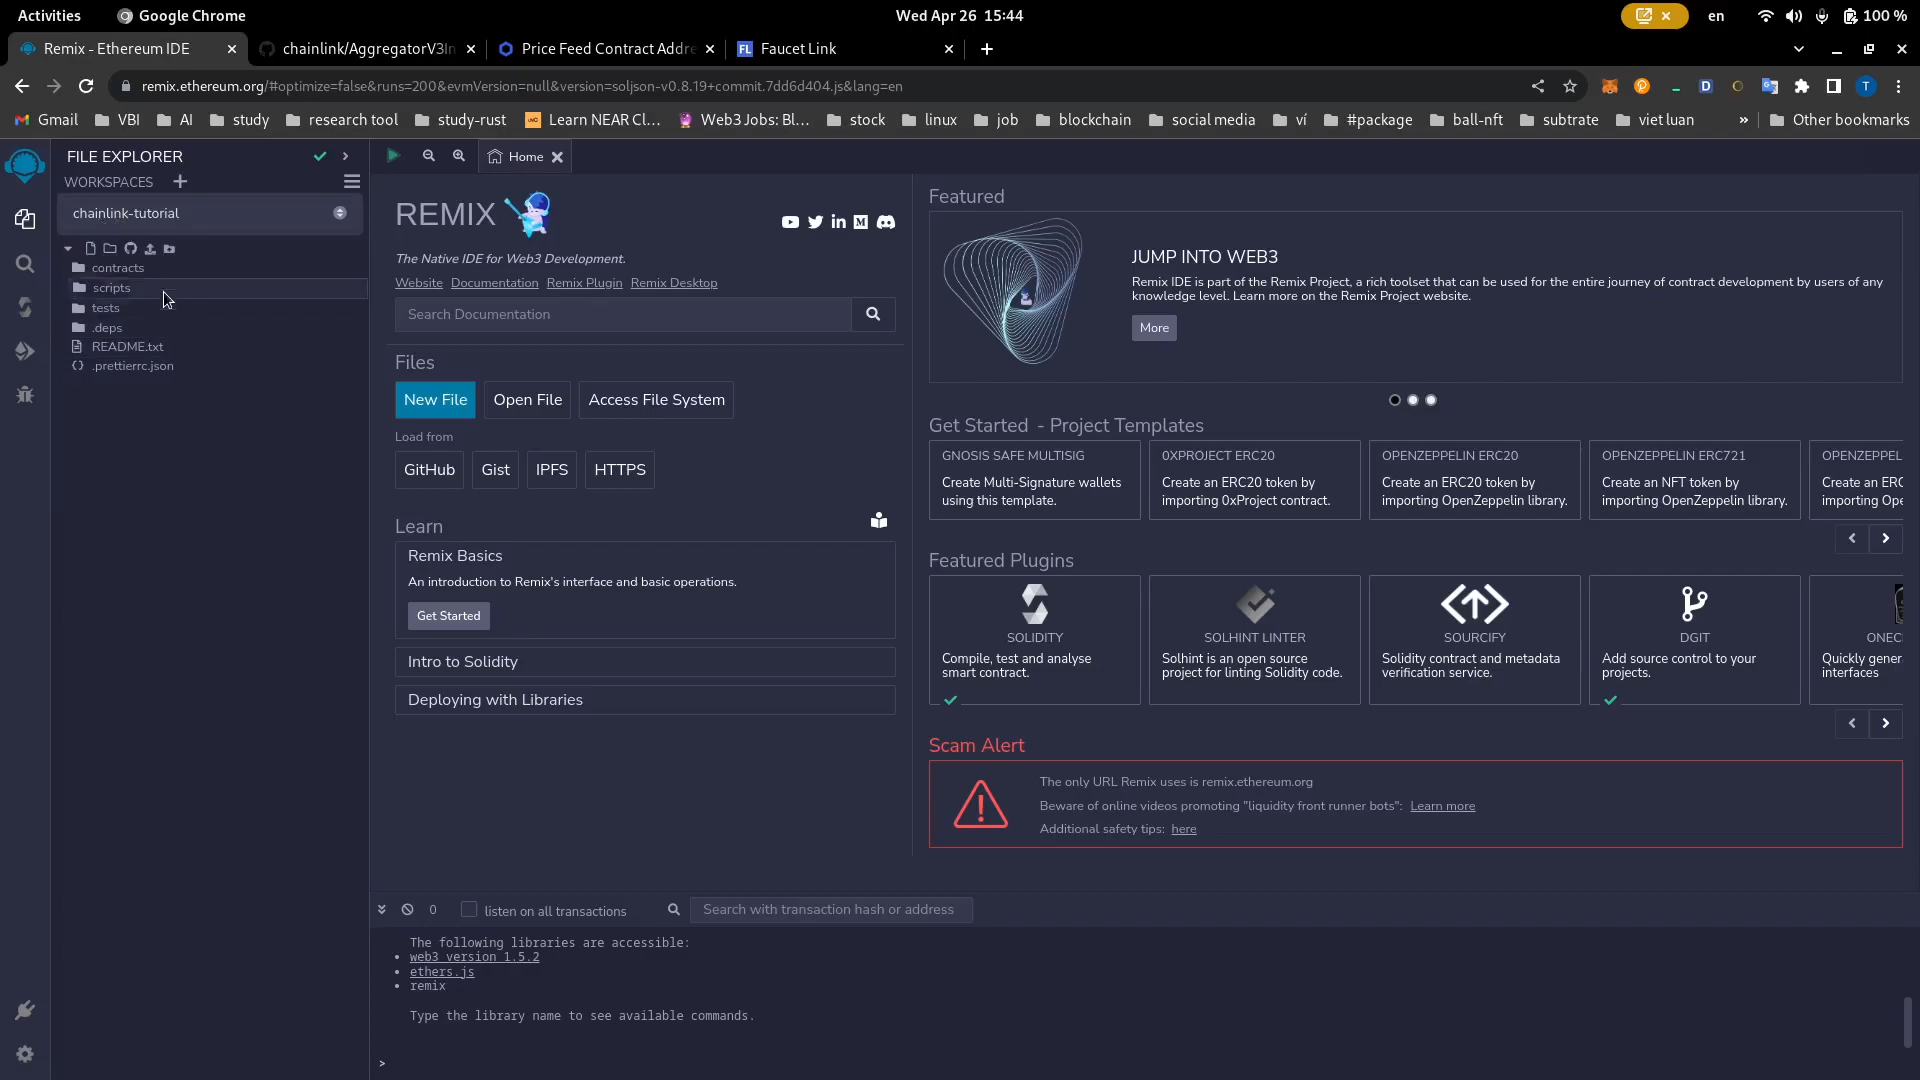 Activities
Google Chrome
Wed Apr 26 15:44
en
100 %
Remix - Ethereum IDE
chainlink/AggregatorV3In
Price Feed Contract Addre
FL Faucet Link
remix.ethereum.org/#optimize=false&runs=200&evmVersion=null&version=soljson-v0.8.19+commit.7dd6d404.js&lang=en
T
Gmail
VBI
AI
study
research tool
study-rust
Learn NEAR Cl...
Web3 Jobs: Bl...
stock
linux
job
blockchain
social media
ví
#package
ball-nft
subtrate
viet luan
»
Other bookmarks
FILE EXPLORER
WORKSPACES
chainlink-tutorial
contracts
scripts
tests
.deps
README.txt
.prettierrc.json
Home
REMIX
The Native IDE for Web3 Development.
Website
Documentation
Remix Plugin
Remix Desktop
Search Documentation
Files
New File
Open File
Access File System
Load from
GitHub
Gist
IPFS
HTTPS
Learn
Remix Basics
An introduction to Remix's interface and basic operations.
Get Started
Intro to Solidity
Deploying with Libraries
Featured
JUMP INTO WEB3
Remix IDE is part of the Remix Project, a rich toolset that can be used for the entire journey of contract development by users of any
knowledge level. Learn more on the Remix Project website.
More
Get Started - Project Templates
GNOSIS SAFE MULTISIG
Create Multi-Signature wallets
using this template.
0XPROJECT ERC20
Create an ERC20 token by
importing 0xProject contract.
OPENZEPPELIN ERC20
Create an ERC20 token by
importing OpenZeppelin library.
OPENZEPPELIN ERC721
Create an NFT token by
importing OpenZeppelin library.
OPENZEPPEL
Create an ERC
importing Ope
Featured Plugins
SOLIDITY
Compile, test and analyse
smart contract.
SOLHINT LINTER
Solhint is an open source
project for linting Solidity code.
SOURCIFY
Solidity contract and metadata
verification service.
DGIT
Add source control to your
projects.
ONEC
Quickly gener
interfaces
Scam Alert
The only URL Remix uses is remix.ethereum.org
Beware of online videos promoting "liquidity front runner bots": Learn more
Additional safety tips: here
0
listen on all transactions
Search with transaction hash or address
The following libraries are accessible:
• web3 version 1.5.2
• ethers.js
• remix
Type the library name to see available commands.
>